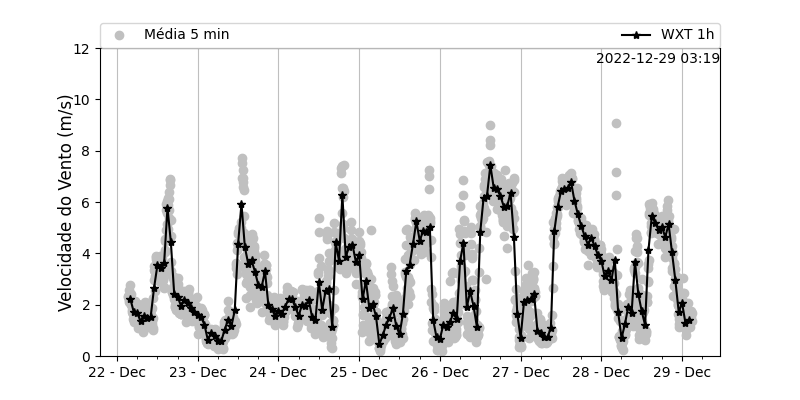 Média 5 min
WXT 1h
2022-12-29 03:19
Velocidade do Vento (m/s)
12
10
8
6
4
2
0
22 - Dec 23 - Dec 24 - Dec 25 - Dec 26 - Dec 27 - Dec 28 - Dec 29 - Dec